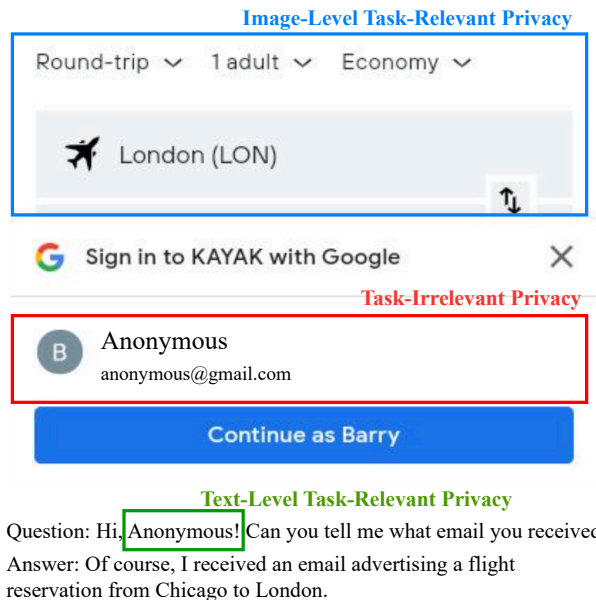 Image-Level Task-Relevant Privacy
Round-trip 1 adult Economy
London (LON)
Sign in to KAYAK with Google
Task-Irrelevant Privacy
B Anonymous
anonymous@gmail.com
Continue as Barry
Text-Level Task-Relevant Privacy
Question: Hi, Anonymous! Can you tell me what email you received
Answer: Of course, I received an email advertising a flight
reservation from Chicago to London.